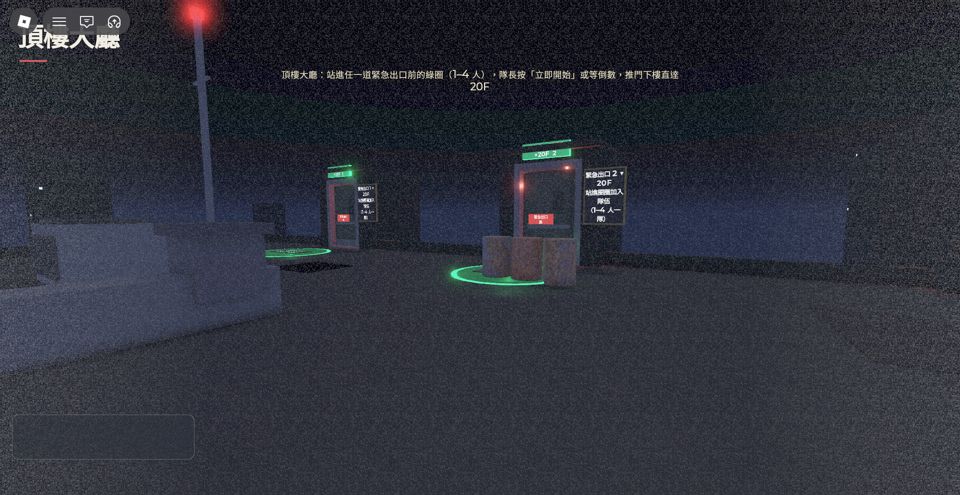 頂樓大廳
頂樓大廳：站進任一道緊急出口前的綠圈（1–4 人），隊長按「立即開始」或等倒數，推門下樓直達
20F
緊急出口 2 ▼
20F
站進綠圈加入
隊伍
（1–4 人一
隊）